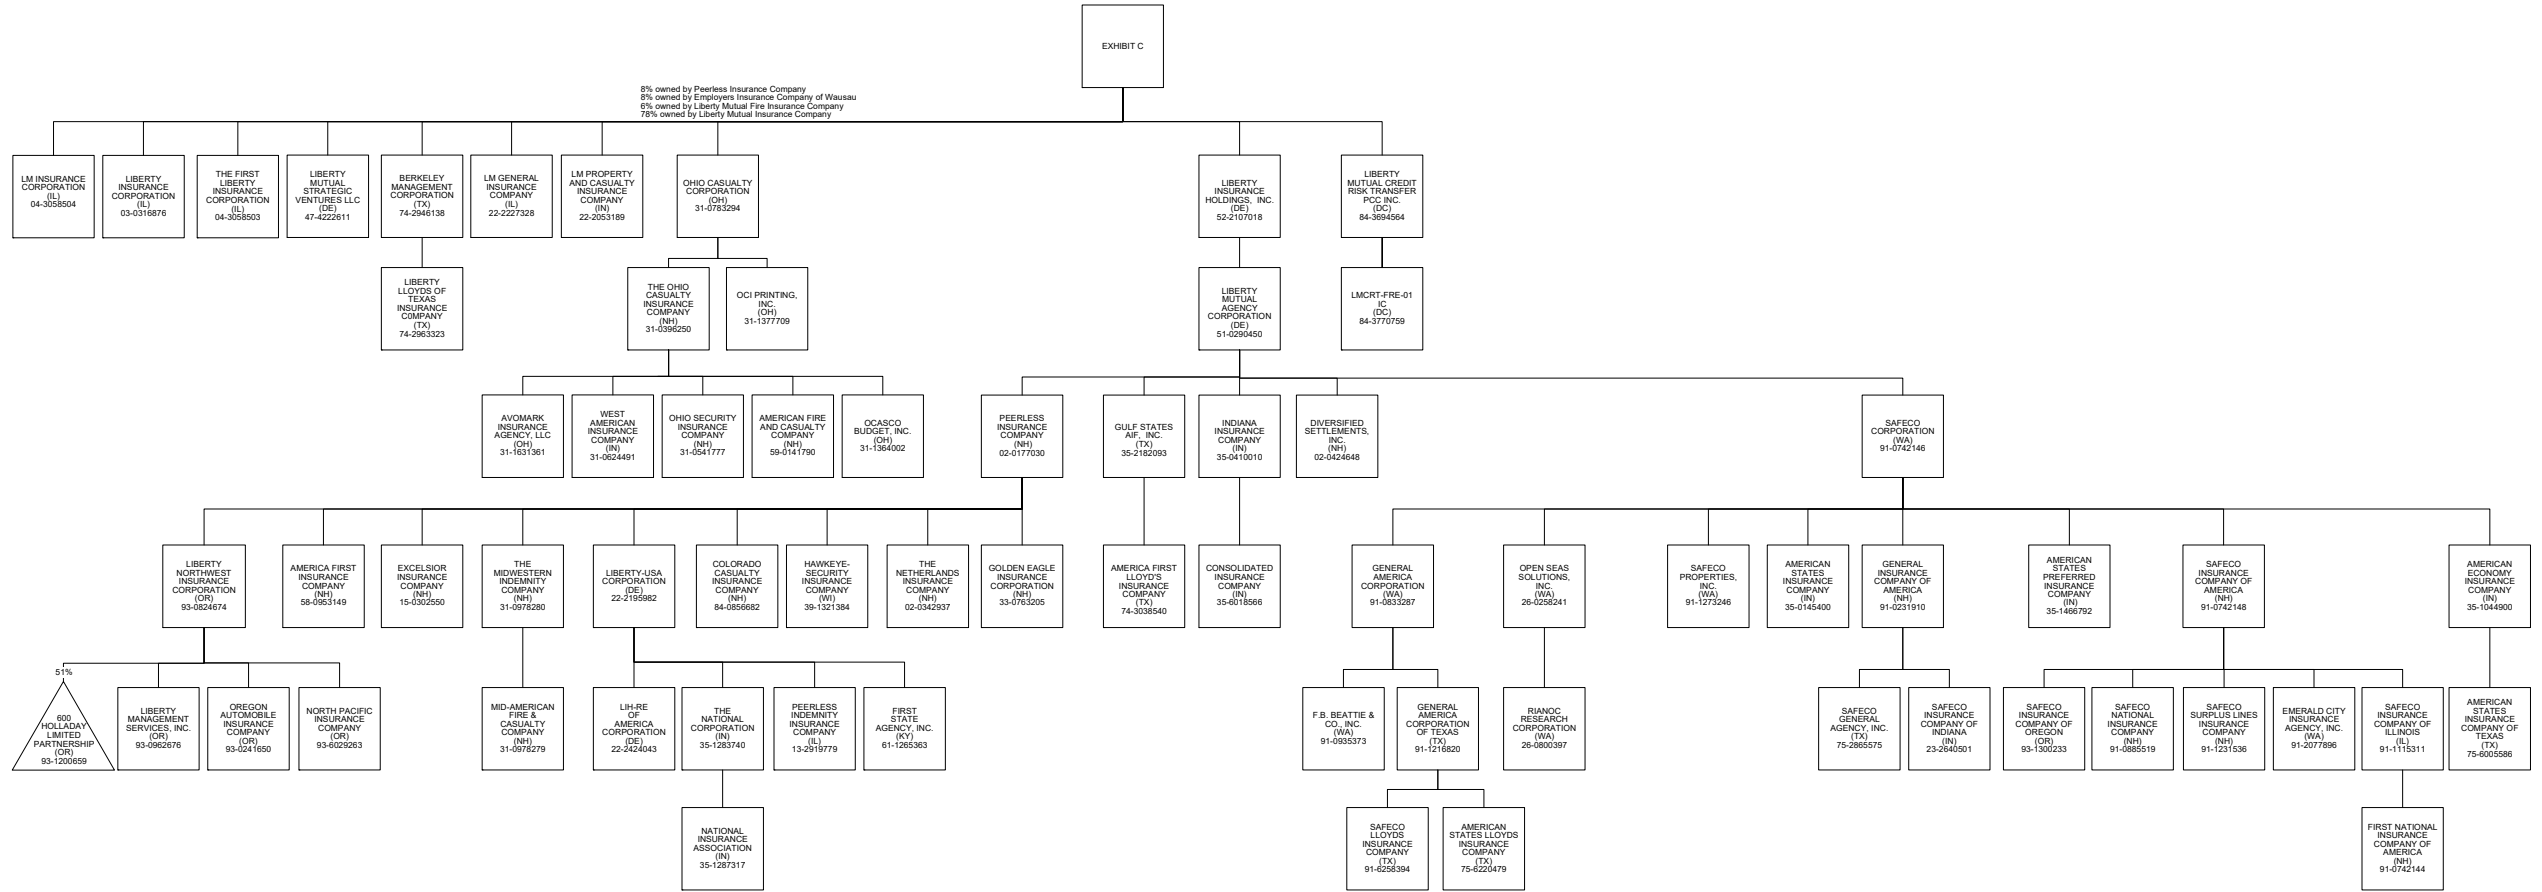 EXHIBIT C
8% owned by Peerless Insurance Company
8% owned by Employers Insurance Company of Wausau
6% owned by Liberty Mutual Fire Insurance Company
78% owned by Liberty Mutual Insurance Company
LM INSURANCE
CORPORATION
(IL)
04-3058504
LIBERTY
INSURANCE
CORPORATION
(IL)
03-0316876
THE FIRST
LIBERTY
INSURANCE
CORPORATION
(IL)
04-3058503
LIBERTY
MUTUAL
STRATEGIC
VENTURES LLC
(DE)
47-4222611
BERKELEY
MANAGEMENT
CORPORATION
(TX)
74-2946138
LM GENERAL
INSURANCE
COMPANY
(IL)
22-2227328
LM PROPERTY
AND CASUALTY
INSURANCE
COMPANY
(IN)
22-2053189
OHIO CASUALTY
CORPORATION
(OH)
31-0783294
LIBERTY
INSURANCE
HOLDINGS, INC.
(DE)
52-2107018
LIBERTY
MUTUAL CREDIT
RISK TRANSFER
PCC INC.
(DC)
84-3694564
LIBERTY
LLOYDS OF
TEXAS
INSURANCE
C0MPANY
(TX)
74-2963323
THE OHIO
CASUALTY
INSURANCE
COMPANY
(NH)
31-0396250
OCI PRINTING,
INC.
(OH)
31-1377709
LIBERTY
MUTUAL
AGENCY
CORPORATION
(DE)
51-0290450
LMCRT-FRE-01
IC
(DC)
84-3770759
AVOMARK
INSURANCE
AGENCY, LLC
(OH)
31-1631361
WEST
AMERICAN
INSURANCE
COMPANY
(IN)
31-0624491
OHIO SECURITY
INSURANCE
COMPANY
(NH)
31-0541777
AMERICAN FIRE
AND CASUALTY
COMPANY
(NH)
59-0141790
OCASCO
BUDGET, INC.
(OH)
31-1364002
PEERLESS
INSURANCE
COMPANY
(NH)
02-0177030
GULF STATES
AIF, INC.
(TX)
35-2182093
INDIANA
INSURANCE
COMPANY
(IN)
35-0410010
DIVERSIFIED
SETTLEMENTS,
INC.
(NH)
02-0424648
SAFECO
CORPORATION
(WA)
91-0742146
LIBERTY
NORTHWEST
INSURANCE
CORPORATION
(OR)
93-0824674
AMERICA FIRST
INSURANCE
COMPANY
(NH)
58-0953149
EXCELSIOR
INSURANCE
COMPANY
(NH)
15-0302550
THE
MIDWESTERN
INDEMNITY
COMPANY
(NH)
31-0978280
LIBERTY-USA
CORPORATION
(DE)
22-2195982
COLORADO
CASUALTY
INSURANCE
COMPANY
(NH)
84-0856682
HAWKEYE-
SECURITY
INSURANCE
COMPANY
(WI)
39-1321384
THE
NETHERLANDS
INSURANCE
COMPANY
(NH)
02-0342937
GOLDEN EAGLE
INSURANCE
CORPORATION
(NH)
33-0763205
AMERICA FIRST
LLOYD'S
INSURANCE
COMPANY
(TX)
74-3038540
CONSOLIDATED
INSURANCE
COMPANY
(IN)
35-6018566
GENERAL
AMERICA
CORPORATION
(WA)
91-0833287
OPEN SEAS
SOLUTIONS,
INC.
(WA)
26-0258241
SAFECO
PROPERTIES,
INC.
(WA)
91-1273246
AMERICAN
STATES
INSURANCE
COMPANY
(IN)
35-0145400
GENERAL
INSURANCE
COMPANY OF
AMERICA
(NH)
91-0231910
AMERICAN
STATES
PREFERRED
INSURANCE
COMPANY
(IN)
35-1466792
SAFECO
INSURANCE
COMPANY OF
AMERICA
(NH)
91-0742148
AMERICAN
ECONOMY
INSURANCE
COMPANY
(IN)
35-1044900
51%
600
HOLLADAY
LIMITED
PARTNERSHIP
(OR)
93-1200659
LIBERTY
MANAGEMENT
SERVICES, INC.
(OR)
93-0962676
OREGON
AUTOMOBILE
INSURANCE
COMPANY
(OR)
93-0241650
NORTH PACIFIC
INSURANCE
COMPANY
(OR)
93-6029263
MID-AMERICAN
FIRE &
CASUALTY
COMPANY
(NH)
31-0978279
LIH-RE
OF
AMERICA
CORPORATION
(DE)
22-2424043
THE
NATIONAL
CORPORATION
(IN)
35-1283740
PEERLESS
INDEMNITY
INSURANCE
COMPANY
(IL)
13-2919779
FIRST
STATE
AGENCY, INC.
(KY)
61-1265363
F.B. BEATTIE &
CO., INC.
(WA)
91-0935373
GENERAL
AMERICA
CORPORATION
OF TEXAS
(TX)
91-1216820
RIANOC
RESEARCH
CORPORATION
(WA)
26-0800397
SAFECO
GENERAL
AGENCY, INC.
(TX)
75-2865575
SAFECO
INSURANCE
COMPANY OF
INDIANA
(IN)
23-2640501
SAFECO
INSURANCE
COMPANY OF
OREGON
(OR)
93-1300233
SAFECO
NATIONAL
INSURANCE
COMPANY
(NH)
91-0885519
SAFECO
SURPLUS LINES
INSURANCE
COMPANY
(NH)
91-1231536
EMERALD CITY
INSURANCE
AGENCY, INC.
(WA)
91-2077896
SAFECO
INSURANCE
COMPANY OF
ILLINOIS
(IL)
91-1115311
AMERICAN
STATES
INSURANCE
COMPANY OF
TEXAS
(TX)
75-6005586
NATIONAL
INSURANCE
ASSOCIATION
(IN)
35-1287317
SAFECO
LLOYDS
INSURANCE
COMPANY
(TX)
91-6258394
AMERICAN
STATES LLOYDS
INSURANCE
COMPANY
(TX)
75-6220479
FIRST NATIONAL
INSURANCE
COMPANY OF
AMERICA
(NH)
91-0742144